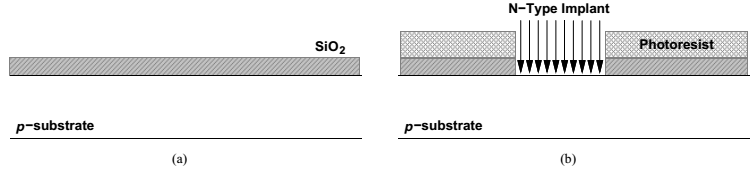 N–Type Implant
SiO2
Photoresist
p–substrate
p–substrate
(a)
(b)